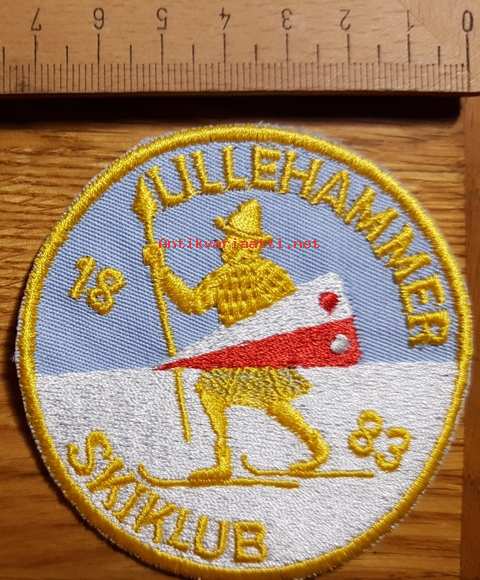 7 6 5 4 3 2 1 0
LILLEHAMMER
antikvariaatti.net
18 83
SKIKLUB